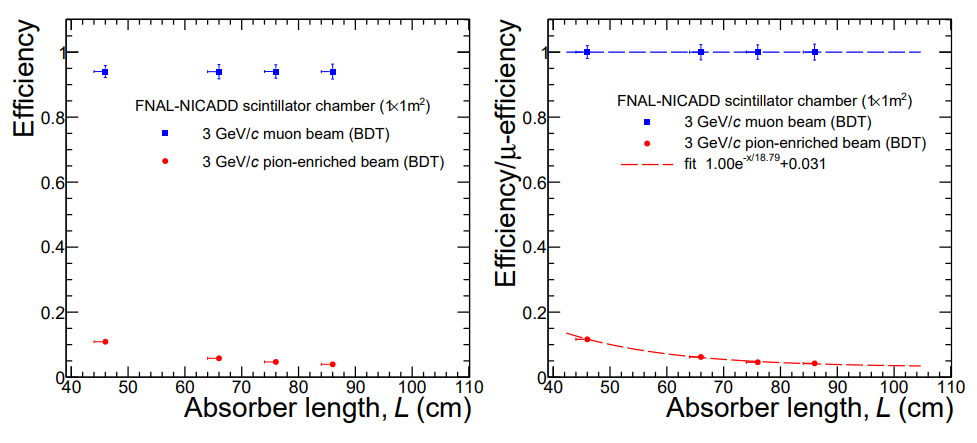 Efficiency
1
0.8
0.6
0.4
0.2
0
FNAL-NICADD scintillator chamber (1×1m²)
3 GeV/c muon beam (BDT)
3 GeV/c pion-enriched beam (BDT)
40 50 60 70 80 90 100 110
Absorber length, L (cm)
Efficiency/μ-efficiency
1
0.8
0.6
0.4
0.2
0
FNAL-NICADD scintillator chamber (1×1m²)
3 GeV/c muon beam (BDT)
3 GeV/c pion-enriched beam (BDT)
fit 1.00e^-x/18.79+0.031
40 50 60 70 80 90 100 110
Absorber length, L (cm)